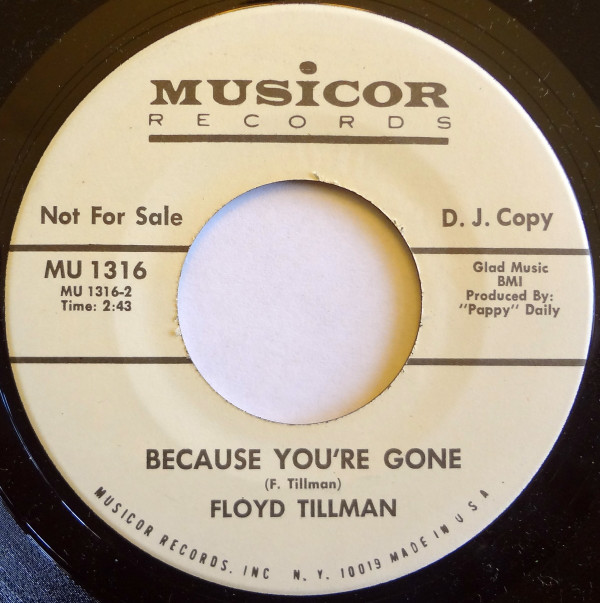 MUSiCOR
RECORDS
Not For Sale
D. J. Copy
MU 1316
MU 1316-2
Time: 2:43
Glad Music
BMI
Produced By:
"Pappy" Daily
BECAUSE YOU'RE GONE
(F. Tillman)
FLOYD TILLMAN
MUSICOR RECORDS, INC N. Y. 10019 MADE IN U S A